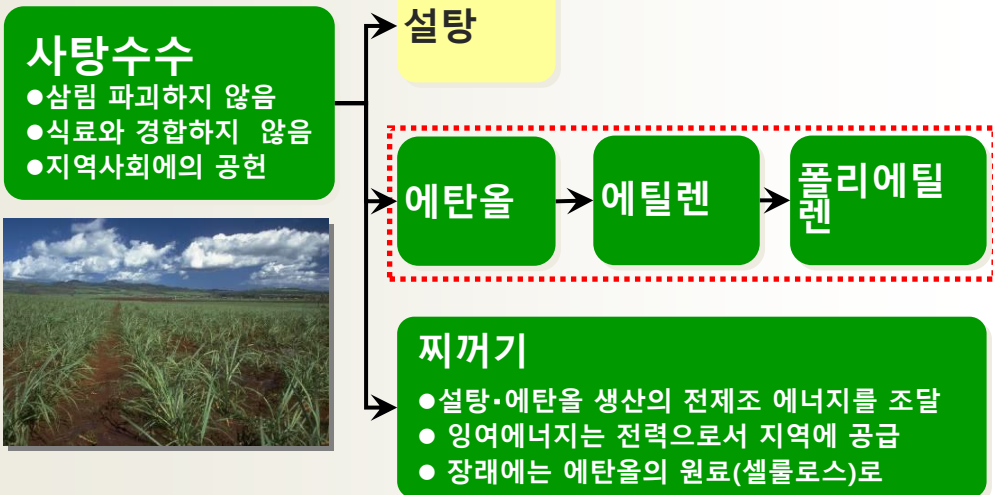 사탕수수
●삼림 파괴하지 않음
●식료와 경합하지 않음
●지역사회에의 공헌
설탕
에탄올
에틸렌
폴리에틸
렌
찌꺼기
●설탕·에탄올 생산의 전제조 에너지를 조달
● 잉여에너지는 전력으로서 지역에 공급
● 장래에는 에탄올의 원료(셀룰로스)로